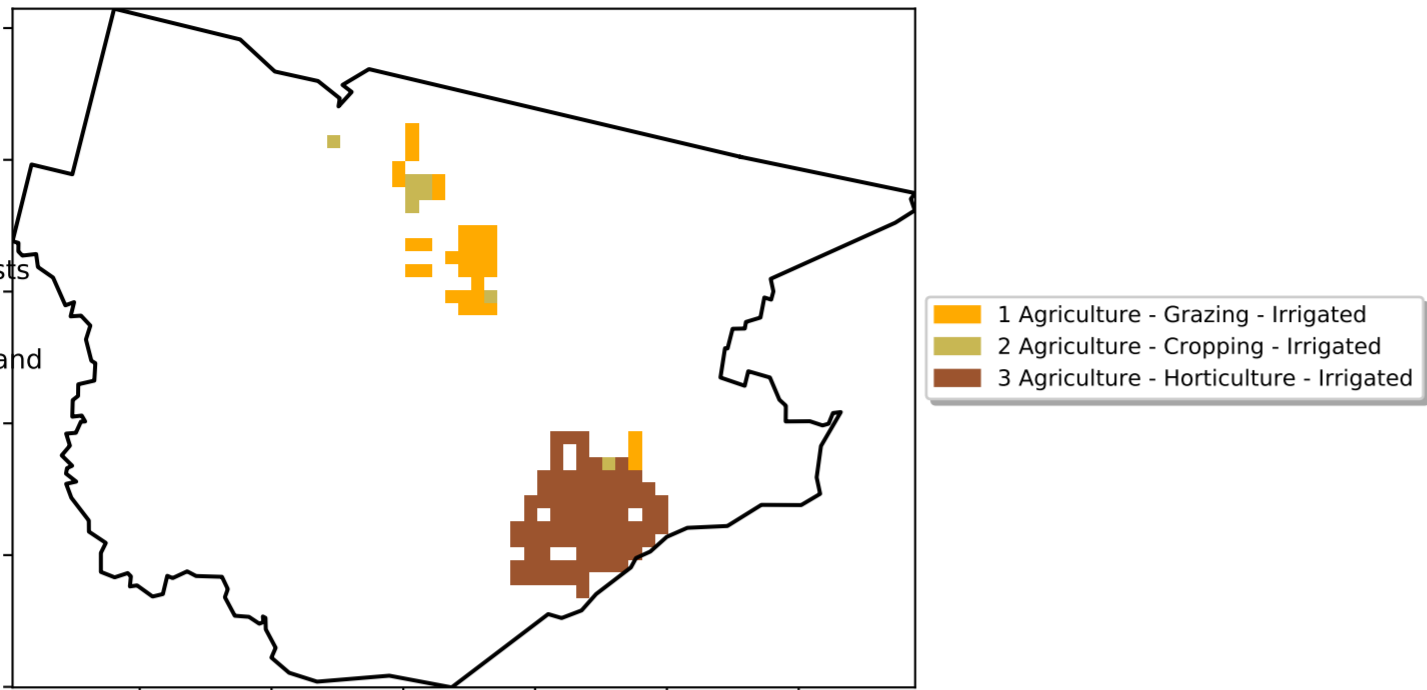 sts
and
1 Agriculture - Grazing - Irrigated
2 Agriculture - Cropping - Irrigated
3 Agriculture - Horticulture - Irrigated